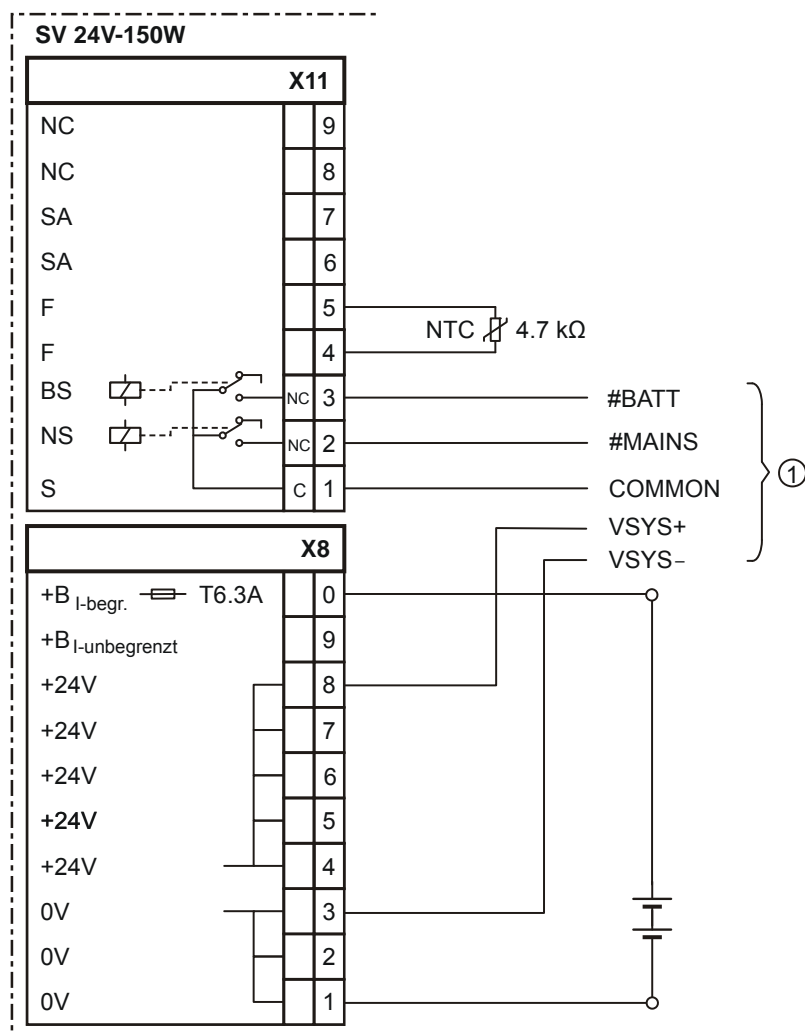 SV 24V-150W
X11
NC 9
NC 8
SA 7
SA 6
F 5
NTC 4.7 kΩ
F 4
BS NC 3 #BATT
NS NC 2 #MAINS
S C 1 COMMON
①
VSYS+
VSYS−
X8
+B I-begr. T6.3A 0
+B I-unbegrenzt 9
+24V 8
+24V 7
+24V 6
+24V 5
+24V 4
0V 3
0V 2
0V 1